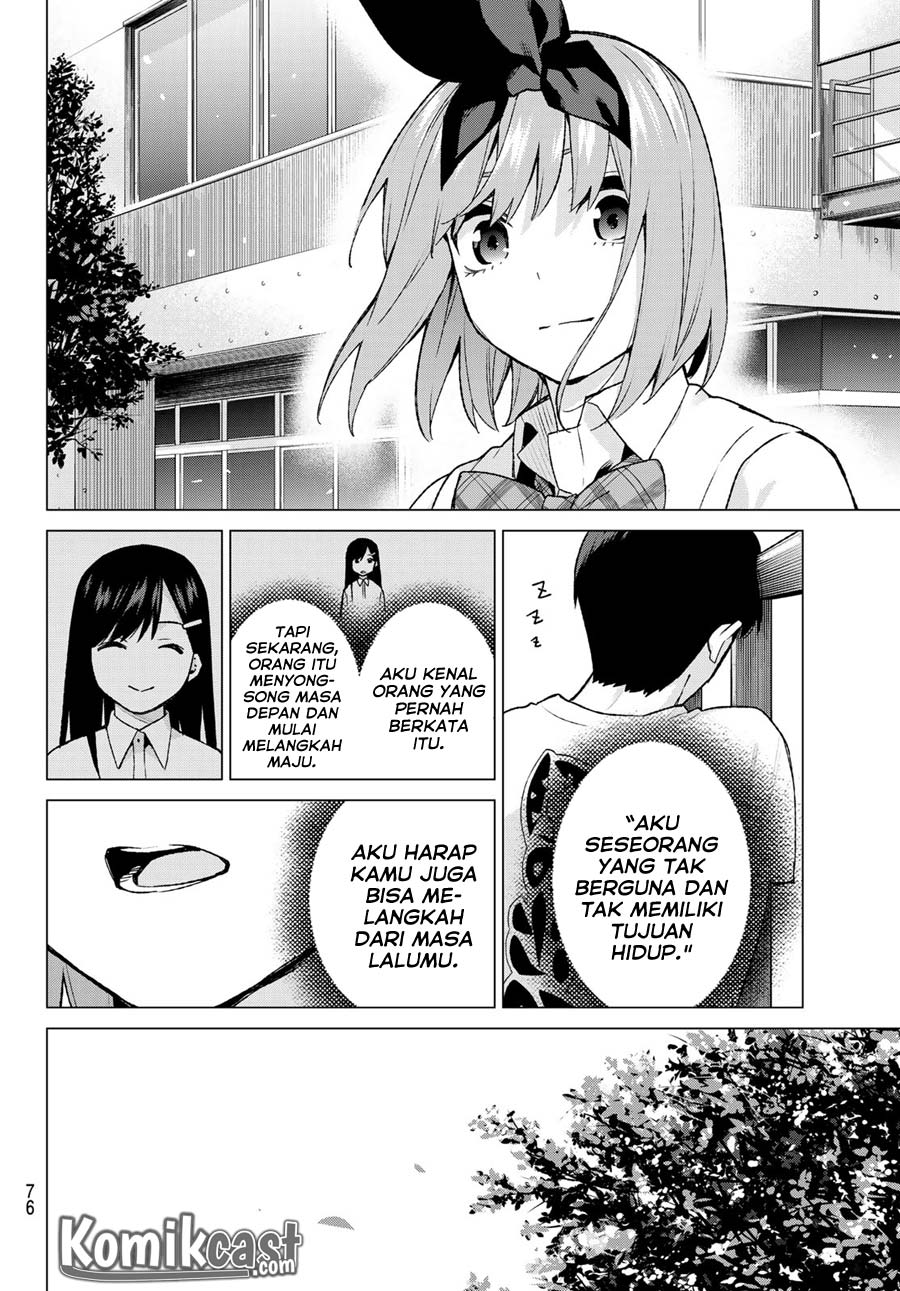 Z
Z
Z
"AKU
SESEORANG
YANG TAK
BERGUNA DAN
TAK MEMILIKI
TUJUAN
HIDUP."
AKU KENAL
ORANG YANG
PERNAH
BERKATA
ITU.
TAPI
SEKARANG,
ORANG ITU
MENYONG-
SONG MASA
DEPAN DAN
MULAI
MELANGKAH
MAJU.
AKU HARAP
KAMU JUGA
BISA ME-
LANGKAH
DARI MASA
LALUMU.
76
Komikcast
.com